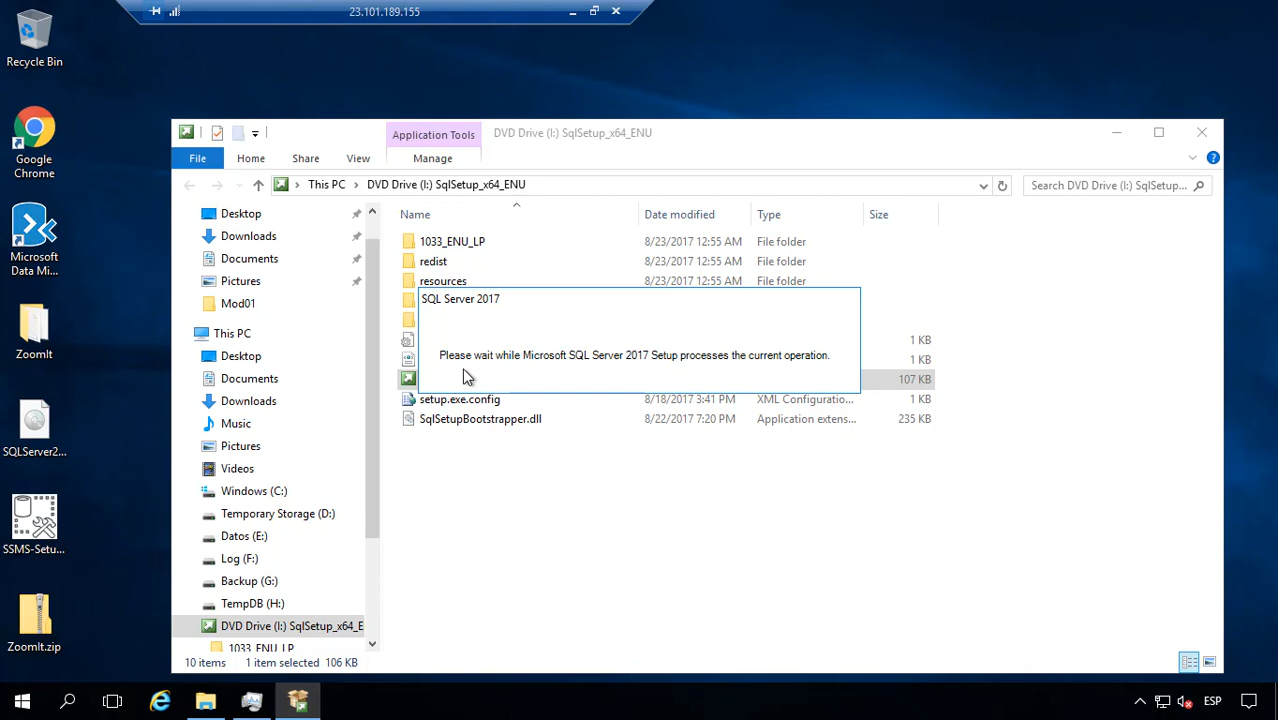 23.101.189.155
Recycle Bin
Google
Chrome
Microsoft
Data Mi...
ZoomIt
SQLServer2...
SSMS-Setu...
ZoomIt.zip
Application Tools
DVD Drive (I:) SqlSetup_x64_ENU
File
Home
Share
View
Manage
This PC
DVD Drive (I:) SqlSetup_x64_ENU
Search DVD Drive (I:) SqlSetup...
Desktop
Downloads
Documents
Pictures
Mod01
This PC
Desktop
Documents
Downloads
Music
Pictures
Videos
Windows (C:)
Temporary Storage (D:)
Datos (E:)
Log (F:)
Backup (G:)
TempDB (H:)
DVD Drive (I:) SqlSetup_x64_E
1033_ENU_LP
Name Date modified Type Size
1033_ENU_LP 8/23/2017 12:55 AM File folder
redist 8/23/2017 12:55 AM File folder
resources 8/23/2017 12:55 AM File folder
SQL Server 2017
Please wait while Microsoft SQL Server 2017 Setup processes the current operation.
1 KB
1 KB
107 KB
setup.exe.config 8/18/2017 3:41 PM XML Configuratio... 1 KB
SqlSetupBootstrapper.dll 8/22/2017 7:20 PM Application extens... 235 KB
10 items 1 item selected 106 KB
ESP